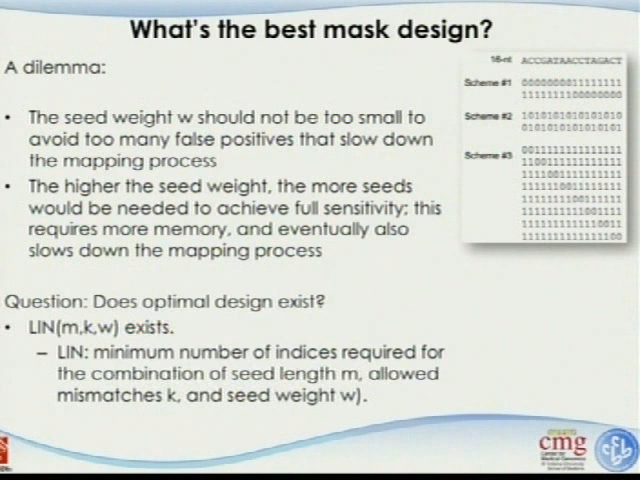 What's the best mask design?
A dilemma:
• The seed weight w should not be too small to
avoid too many false positives that slow down
the mapping process
• The higher the seed weight, the more seeds
would be needed to achieve full sensitivity; this
requires more memory, and eventually also
slows down the mapping process
Question: Does optimal design exist?
• LIN(m,k,w) exists.
– LIN: minimum number of indices required for
the combination of seed length m, allowed
mismatches k, and seed weight w).
16-nt ACCGATAACCTAGACT
Scheme #1 0000000011111111
1111111100000000
Scheme #2 1010101010101010
0101010101010101
Scheme #3 0011111111111111
1100111111111111
1111001111111111
1111110011111111
1111111100111111
1111111111001111
1111111111110011
1111111111111100
cmg